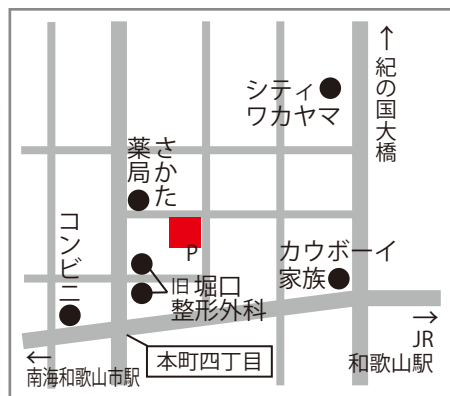 紀の国大橋
シティ
ワカヤマ
さかた
薬局
コンビニ
P
カウボーイ
家族
旧堀口
整形外科
JR
和歌山駅
本町四丁目
南海和歌山市駅